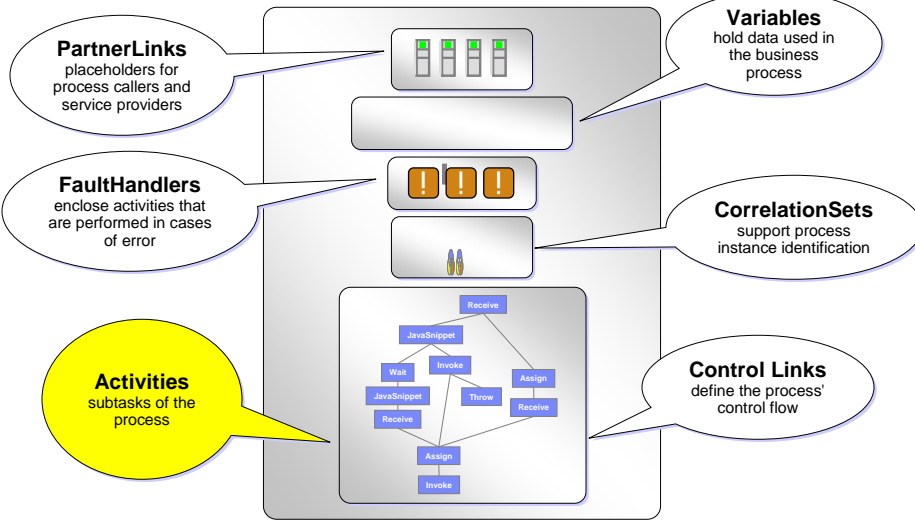 PartnerLinks
placeholders for
process callers and
service providers
Variables
hold data used in
the business
process
FaultHandlers
enclose activities that
are performed in cases
of error
! ! !
CorrelationSets
support process
instance identification
Activities
subtasks of the
process
Receive
JavaSnippet
Wait
Invoke
Assign
JavaSnippet
Throw
Receive
Receive
Assign
Invoke
Control Links
define the process'
control flow